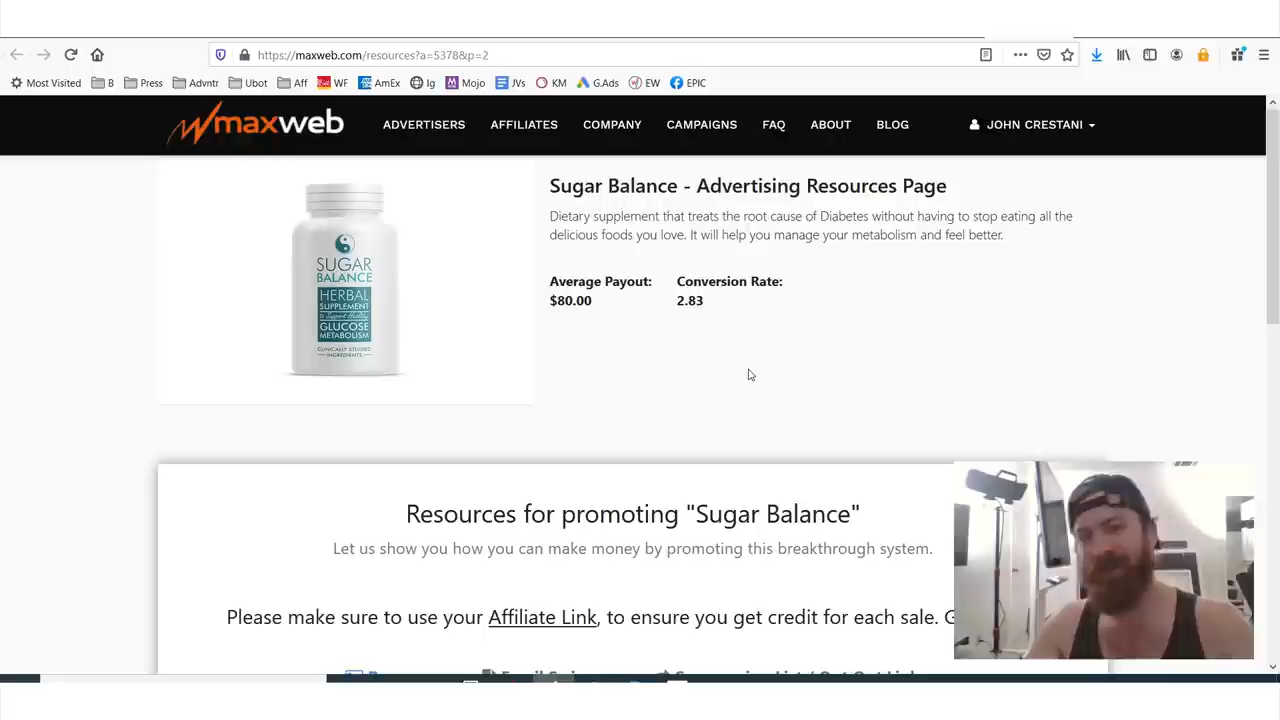 https://maxweb.com/resources?a=5378&p=2
Most Visited B Press Advntr Ubot Aff WF AmEx Ig Mojo JVs KM G.Ads EW EPIC
maxweb ADVERTISERS AFFILIATES COMPANY CAMPAIGNS FAQ ABOUT BLOG JOHN CRESTANI
SUGAR
BALANCE
HERBAL
SUPPLEMENT
to Support Healthy
GLUCOSE
METABOLISM
CLINICALLY STUDIED
INGREDIENTS
Sugar Balance - Advertising Resources Page
Dietary supplement that treats the root cause of Diabetes without having to stop eating all the
delicious foods you love. It will help you manage your metabolism and feel better.
Average Payout: Conversion Rate:
$80.00 2.83
Resources for promoting "Sugar Balance"
Let us show you how you can make money by promoting this breakthrough system.
Please make sure to use your Affiliate Link, to ensure you get credit for each sale. G